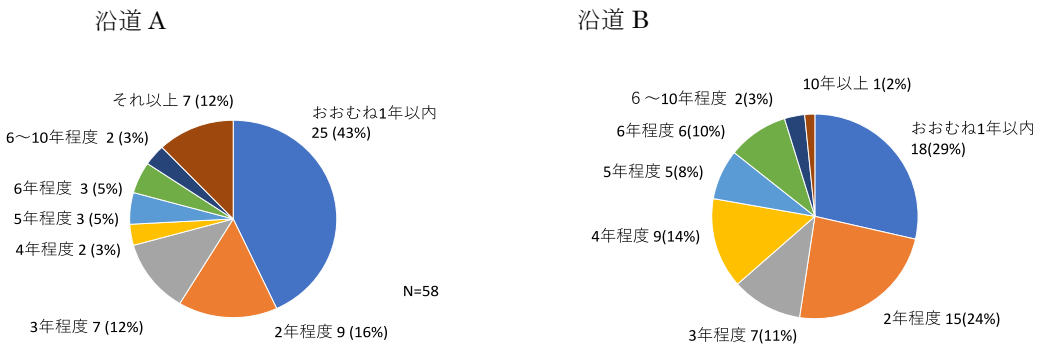 沿道 A
おおむね1年以内
25 (43%)
2年程度 9 (16%)
3年程度 7 (12%)
4年程度 2 (3%)
5年程度 3 (5%)
6年程度 3 (5%)
6～10年程度 2 (3%)
それ以上 7 (12%)
N=58
沿道 B
おおむね1年以内
18(29%)
2年程度 15(24%)
3年程度 7(11%)
4年程度 9(14%)
5年程度 5(8%)
6年程度 6(10%)
６～10年程度 2(3%)
10年以上 1(2%)